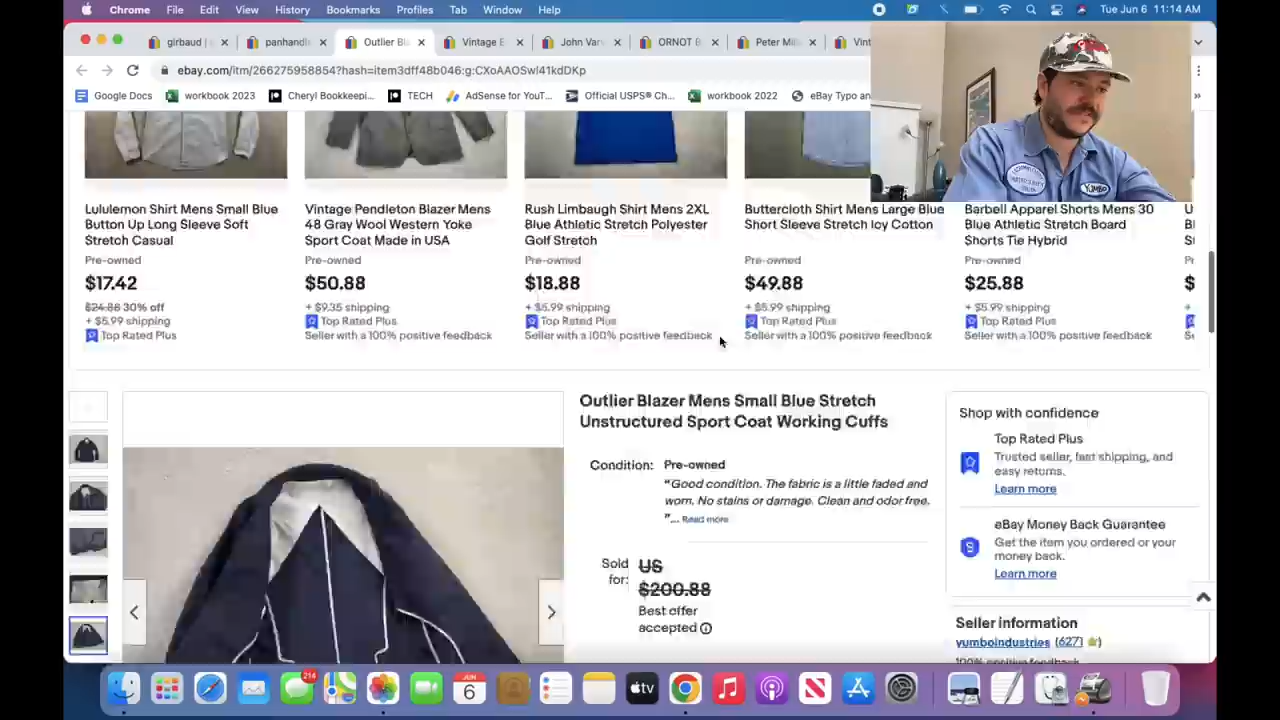 Chrome File Edit View History Bookmarks Profiles Tab Window Help Tue Jun 6 11:14 AM
girbaud | panhandle Outlier Bla Vintage E John Varv ORNOT B Peter Mil Vint
ebay.com/itm/266275958854?hash=item3dff48b046:g:CXoAAOSwl41kdDKp
Google Docs workbook 2023 Cheryl Bookkeepi... TECH AdSense for YouT... Official USPS® Ch... workbook 2022 eBay Typo an »
YUMBO
Lululemon Shirt Mens Small Blue
Button Up Long Sleeve Soft
Stretch Casual
Pre-owned
$17.42
$24.88 30% off
+ $5.99 shipping
Top Rated Plus
Vintage Pendleton Blazer Mens
48 Gray Wool Western Yoke
Sport Coat Made in USA
Pre-owned
$50.88
+ $9.35 shipping
Top Rated Plus
Seller with a 100% positive feedback
Rush Limbaugh Shirt Mens 2XL
Blue Athletic Stretch Polyester
Golf Stretch
Pre-owned
$18.88
+ $5.99 shipping
Top Rated Plus
Seller with a 100% positive feedback
Buttercloth Shirt Mens Large Blue
Short Sleeve Stretch Icy Cotton
Pre-owned
$49.88
+ $5.99 shipping
Top Rated Plus
Seller with a 100% positive feedback
Barbell Apparel Shorts Mens 30
Blue Athletic Stretch Board
Shorts Tie Hybrid
Pre-owned
$25.88
+ $5.99 shipping
Top Rated Plus
Seller with a 100% positive feedback
$
Outlier Blazer Mens Small Blue Stretch
Unstructured Sport Coat Working Cuffs
Condition: Pre-owned
“Good condition. The fabric is a little faded and
worn. No stains or damage. Clean and odor free.
”... Read more
Sold for: US $200.88
Best offer
accepted
Shop with confidence
Top Rated Plus
Trusted seller, fast shipping, and
easy returns.
Learn more
eBay Money Back Guarantee
Get the item you ordered or your
money back.
Learn more
Seller information
yumboindustries (627)
100% positive feedback
214
JUN
6
tv